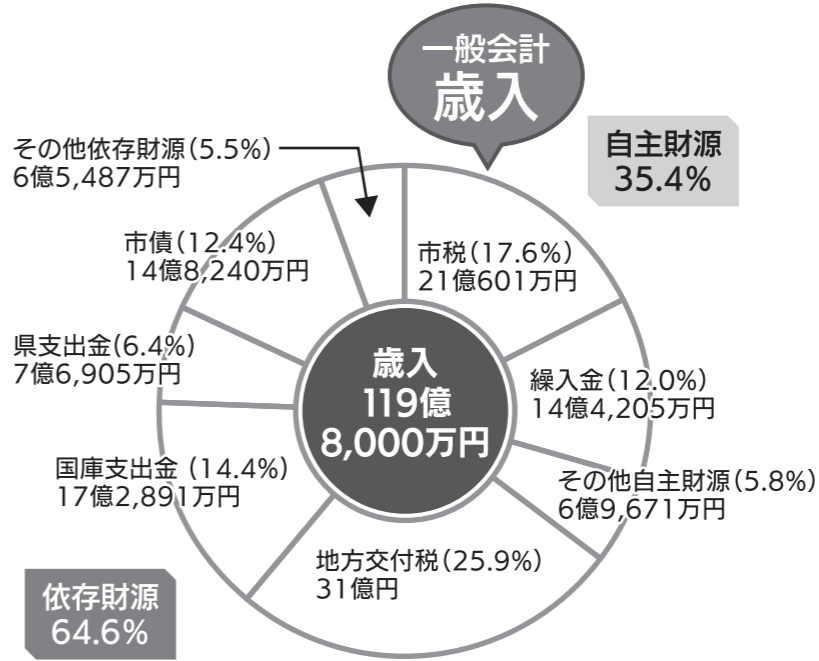 一般会計
歳入
自主財源
35.4%
その他依存財源(5.5%)
6億5,487万円
市債(12.4%)
14億8,240万円
市税(17.6%)
21億601万円
県支出金(6.4%)
7億6,905万円
歳入
119億
8,000万円
繰入金(12.0%)
14億4,205万円
国庫支出金 (14.4%)
17億2,891万円
その他自主財源(5.8%)
6億9,671万円
地方交付税(25.9%)
31億円
依存財源
64.6%